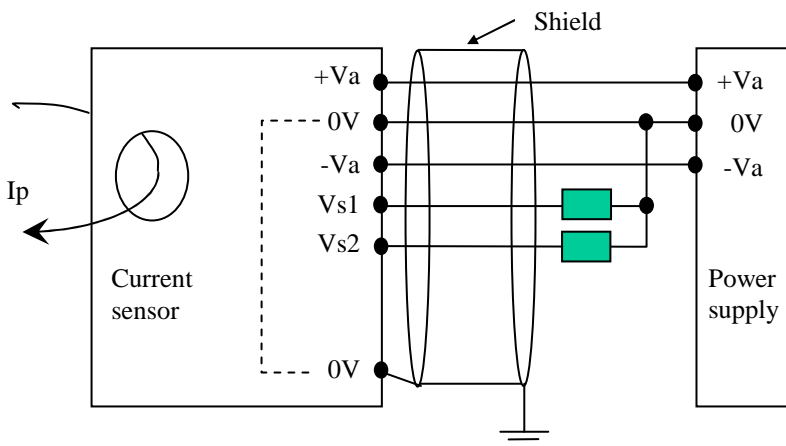 Shield
+Va
0V
-Va
Vs1
Vs2
0V
Ip
Current
sensor
+Va
0V
-Va
Power
supply